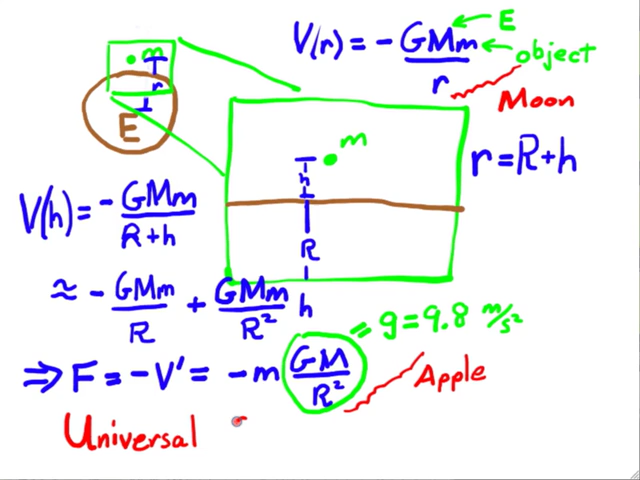 V(r) = - GMm / r
E
object
Moon
m
r
E
m
h
R
r = R+h
V(h) = - GMm / R+h
≈ - GMm / R + GMm / R² h
= g = 9.8 m/s²
⇒ F = -V' = -m GM / R²
Apple
Universal